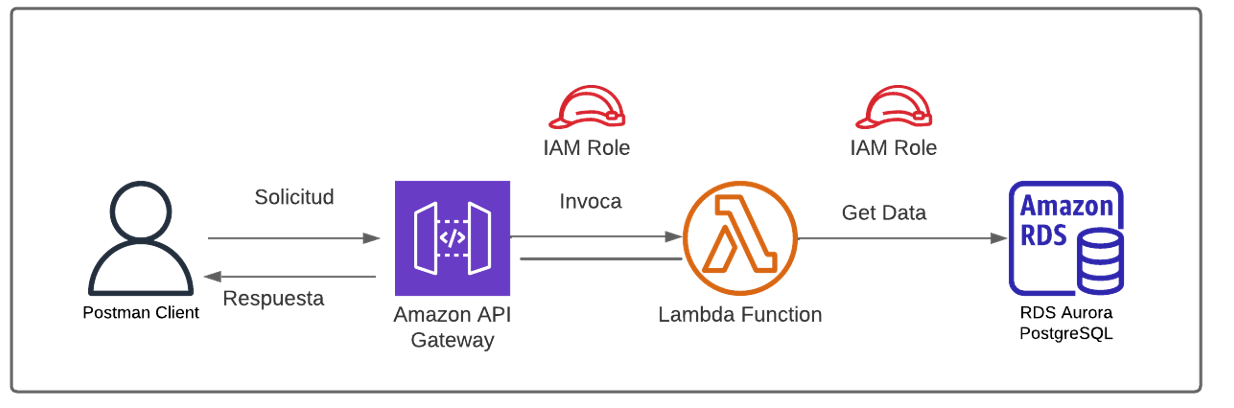 IAM Role
IAM Role
Solicitud
Invoca
Get Data
Amazon
RDS
</>
Respuesta
Postman Client
Amazon API
Gateway
Lambda Function
RDS Aurora
PostgreSQL